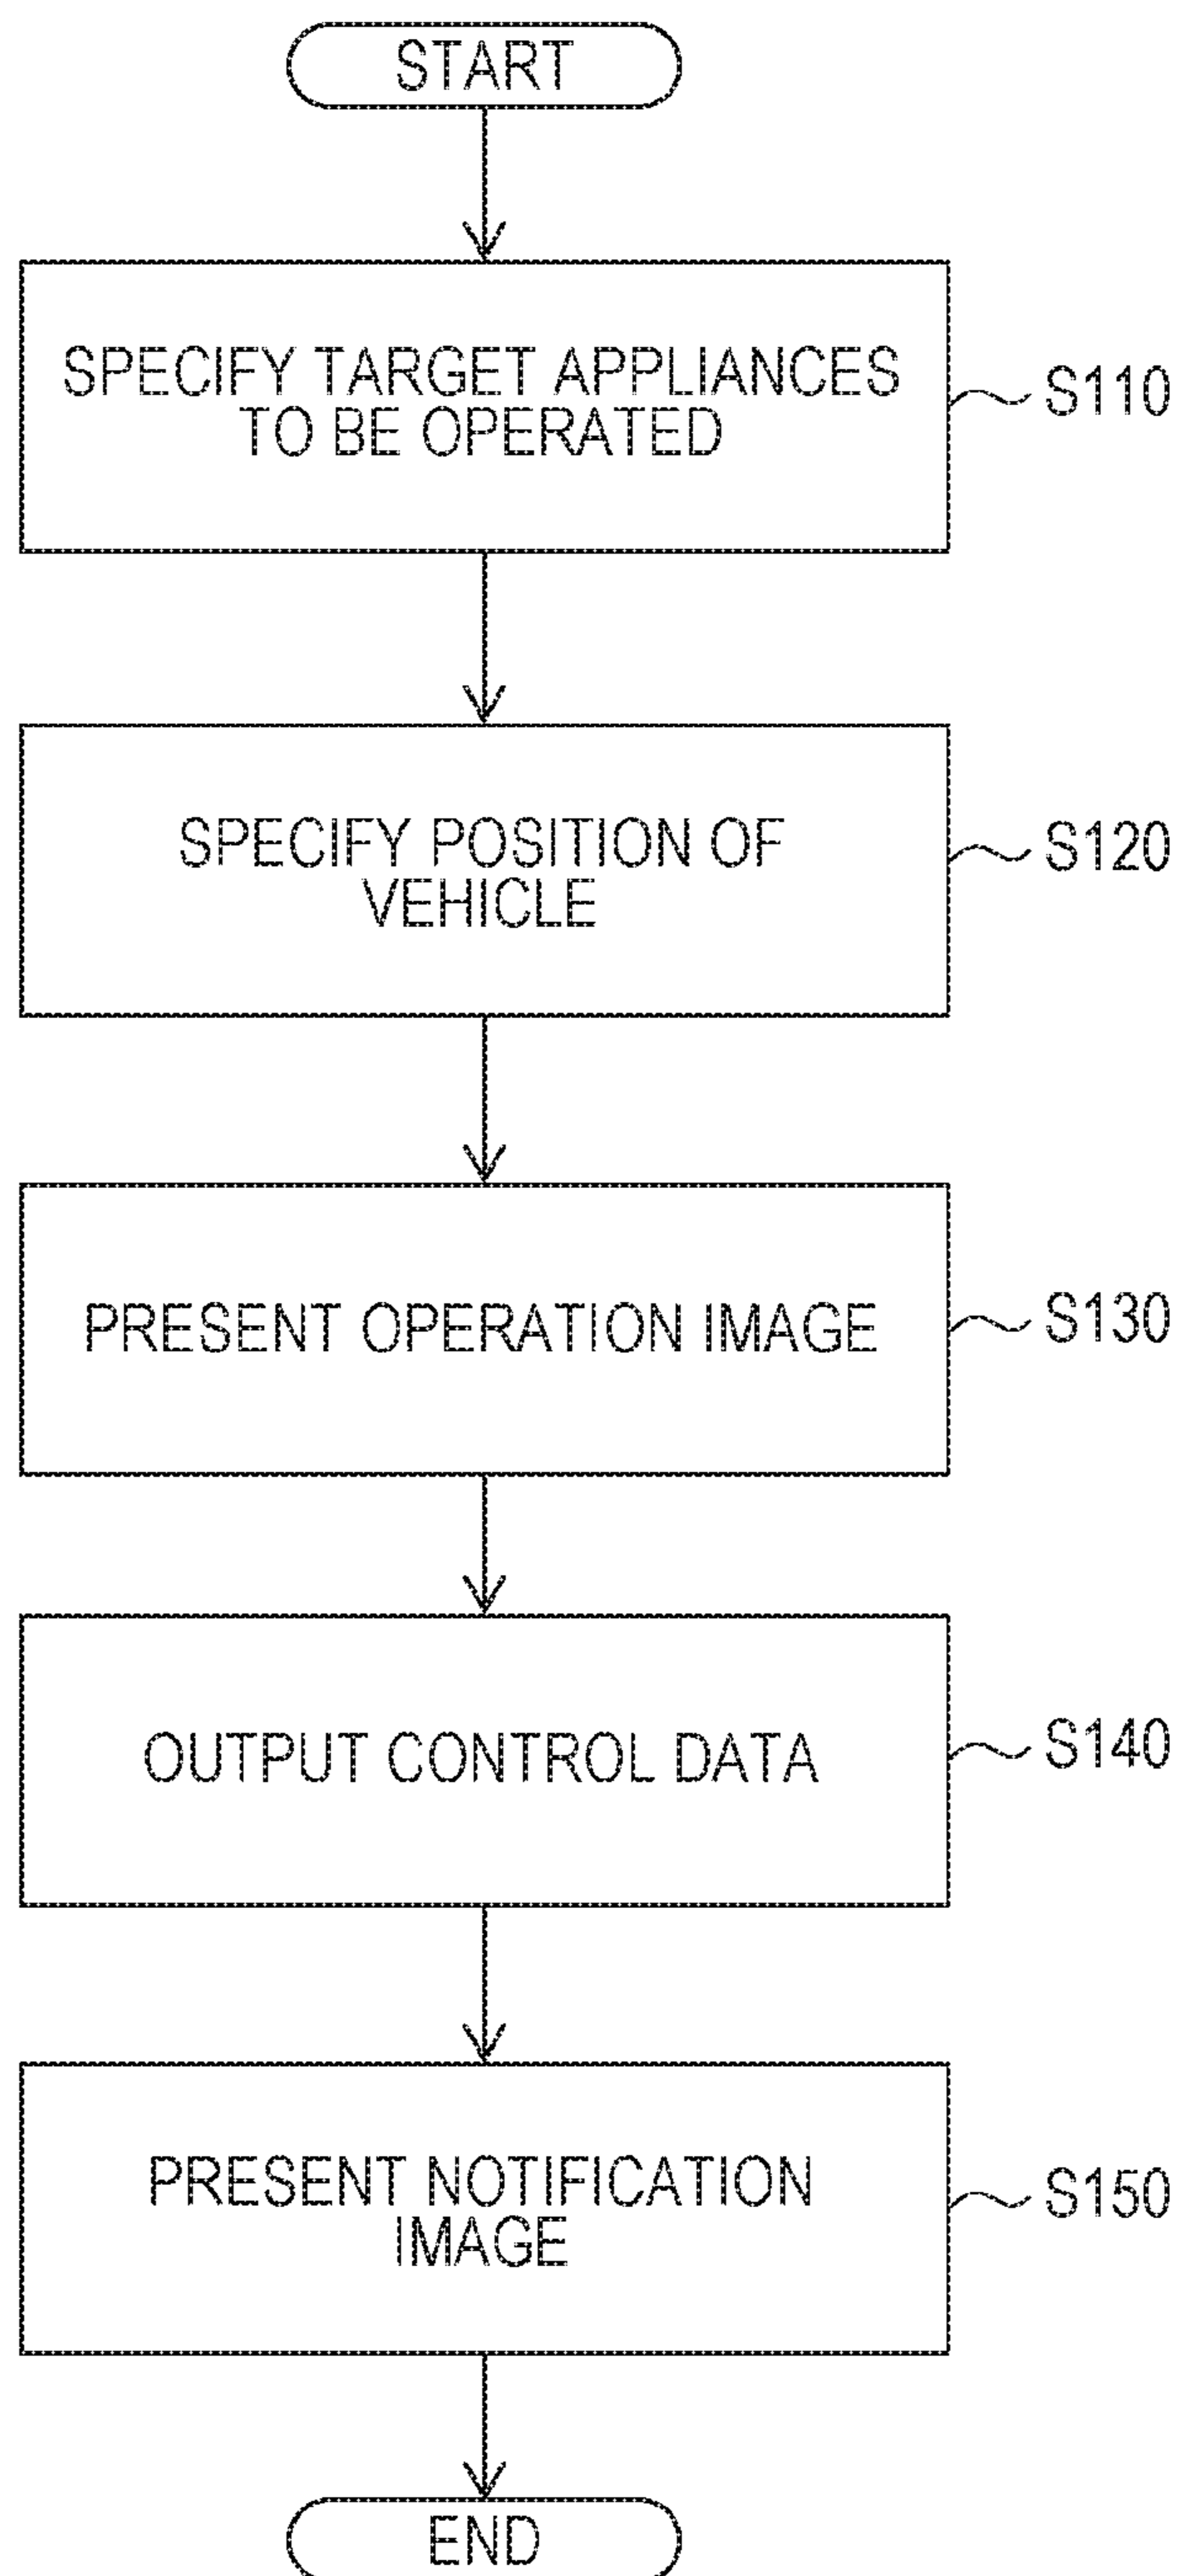 START
SPECIFY TARGET APPLIANCES
TO BE OPERATED
S110
SPECIFY POSITION OF
VEHICLE
S120
PRESENT OPERATION IMAGE
S130
OUTPUT CONTROL DATA
S140
PRESENT NOTIFICATION
IMAGE
S150
END